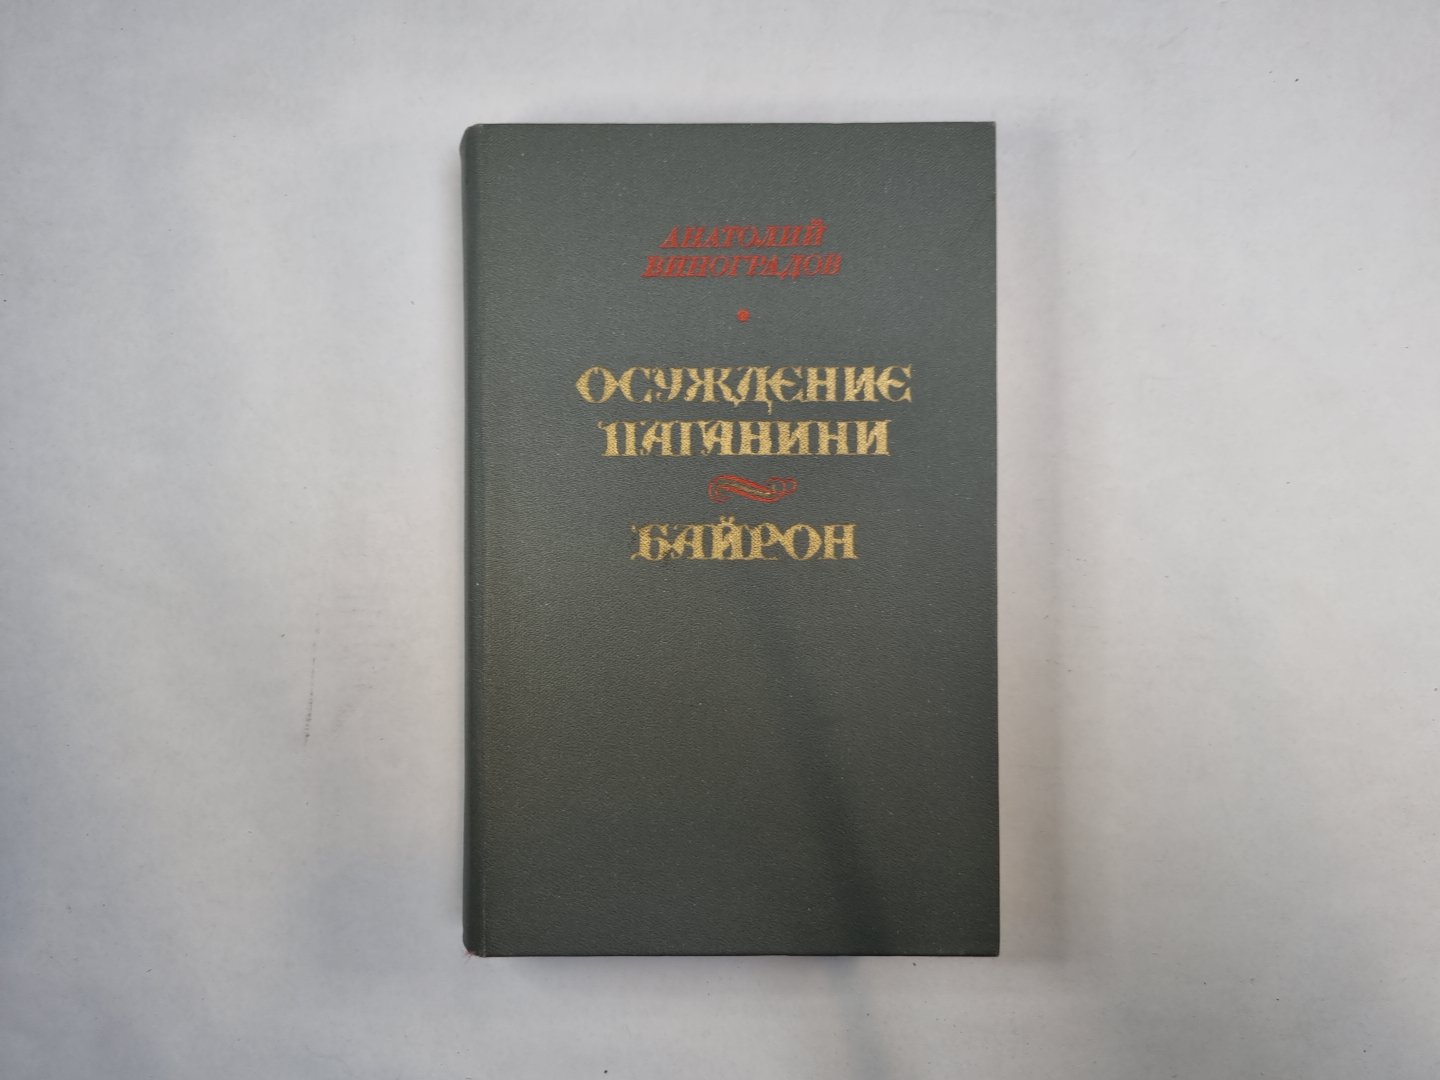 АНАТОЛИЙ
ВИНОГРАДОВ
ОСУЖДЕНИЕ
ПАГАНИНИ
БАЙРОН